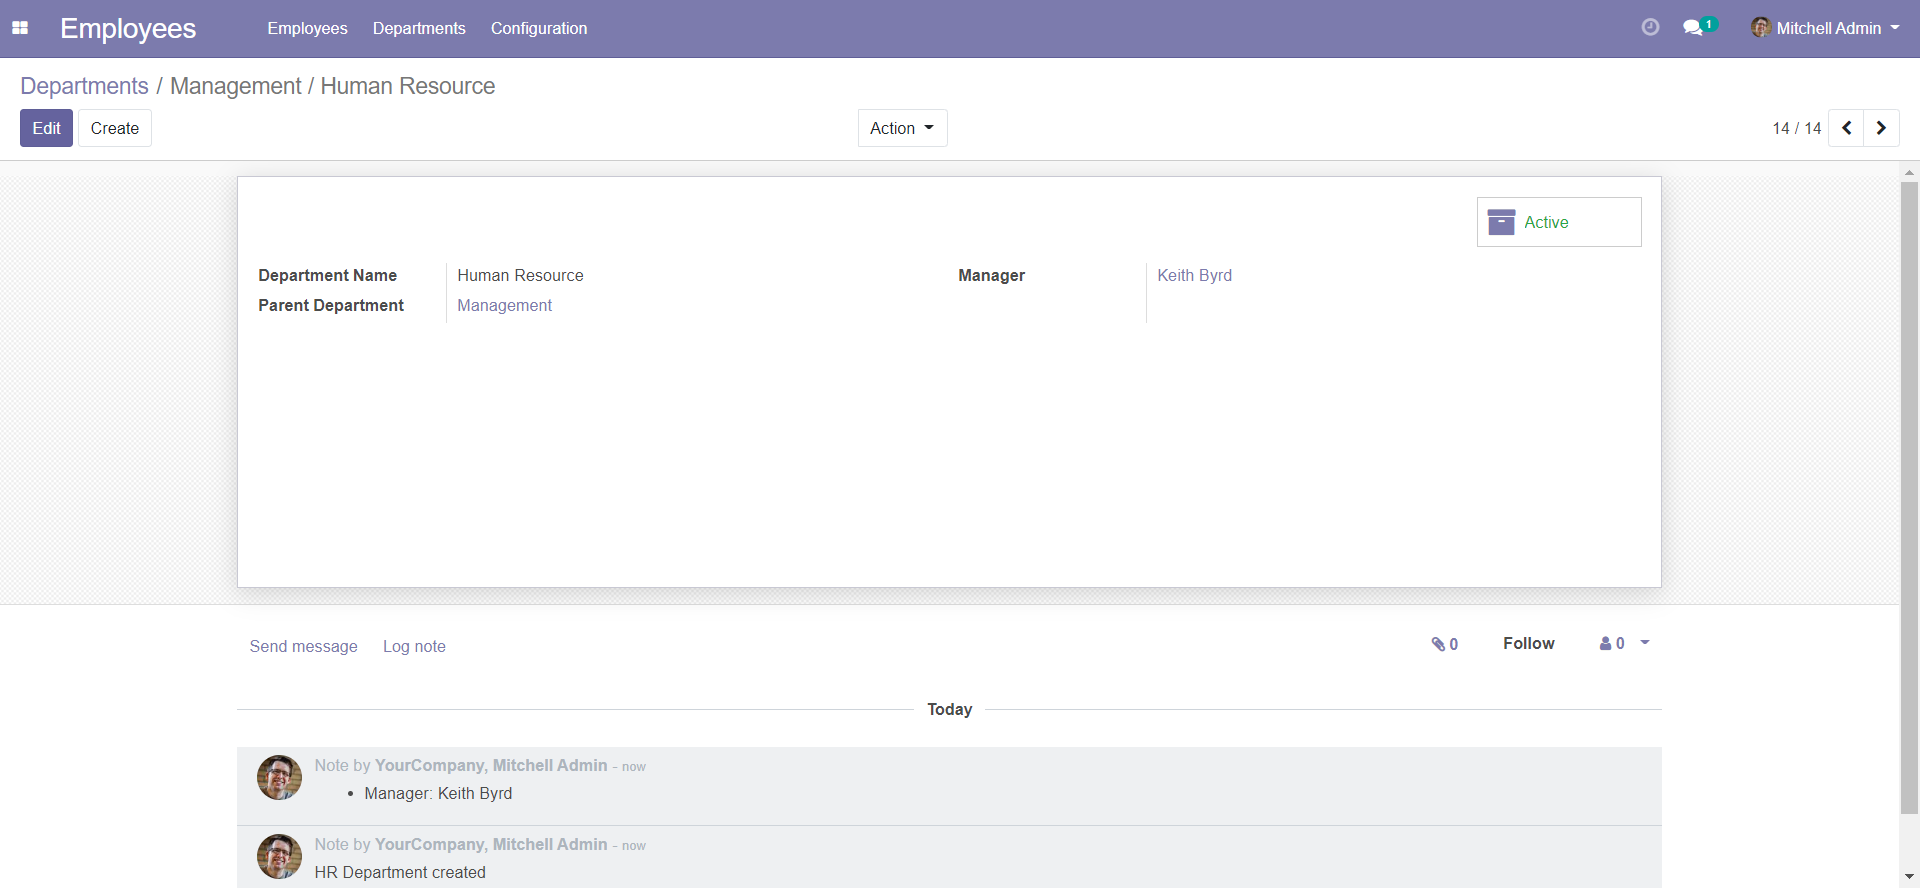 Employees Employees Departments Configuration 1 Mitchell Admin
Departments / Management / Human Resource
Edit Create Action 14 / 14
Active
Department Name Human Resource Manager Keith Byrd
Parent Department Management
Send message Log note 0 Follow 0
Today
Note by YourCompany, Mitchell Admin - now
• Manager: Keith Byrd
Note by YourCompany, Mitchell Admin - now
HR Department created